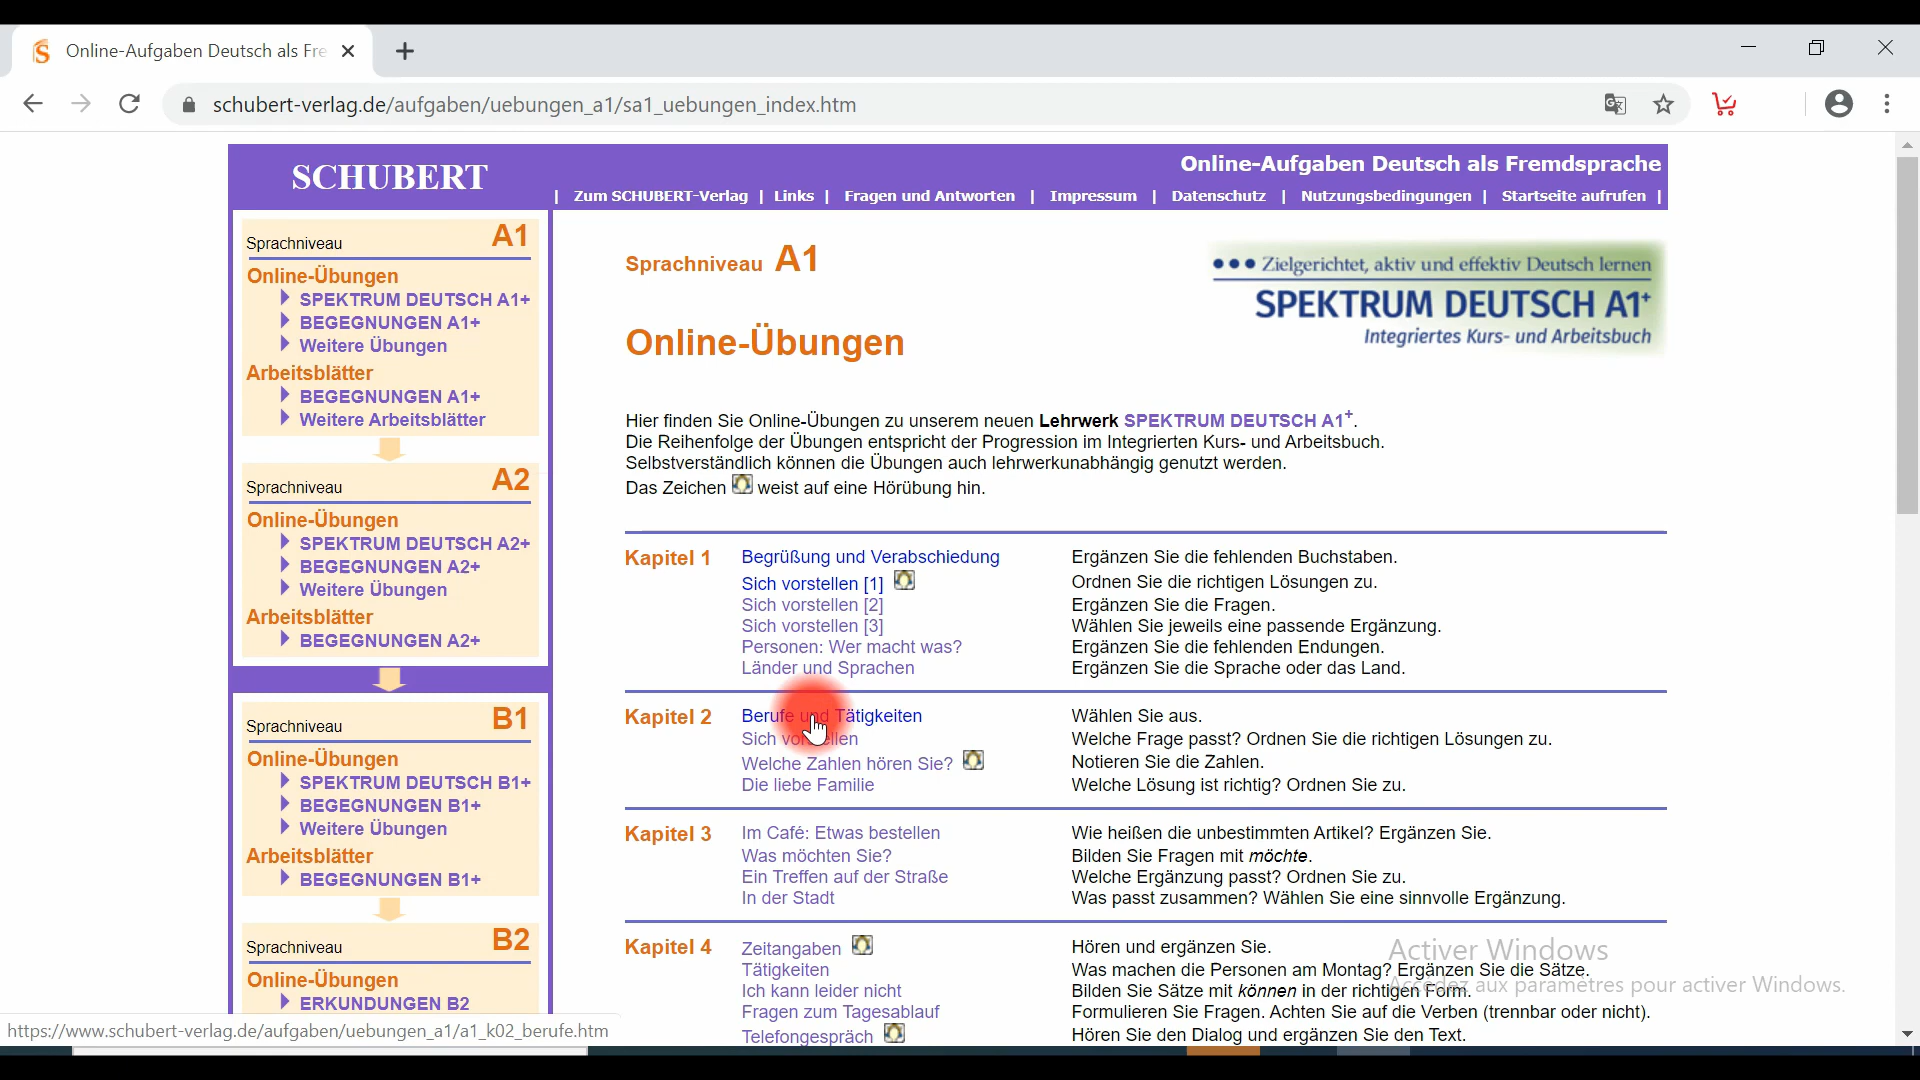 Online-Aufgaben Deutsch als Fre
schubert-verlag.de/aufgaben/uebungen_a1/sa1_uebungen_index.htm
SCHUBERT
Online-Aufgaben Deutsch als Fremdsprache
| Zum SCHUBERT-Verlag | Links | Fragen und Antworten | Impressum | Datenschutz | Nutzungsbedingungen | Startseite aufrufen |
Sprachniveau A1
Online-Übungen
SPEKTRUM DEUTSCH A1+
BEGEGNUNGEN A1+
Weitere Übungen
Arbeitsblätter
BEGEGNUNGEN A1+
Weitere Arbeitsblätter
Sprachniveau A2
Online-Übungen
SPEKTRUM DEUTSCH A2+
BEGEGNUNGEN A2+
Weitere Übungen
Arbeitsblätter
BEGEGNUNGEN A2+
Sprachniveau B1
Online-Übungen
SPEKTRUM DEUTSCH B1+
BEGEGNUNGEN B1+
Weitere Übungen
Arbeitsblätter
BEGEGNUNGEN B1+
Sprachniveau B2
Online-Übungen
ERKUNDUNGEN B2
Sprachniveau A1
Online-Übungen
••• Zielgerichtet, aktiv und effektiv Deutsch lernen
SPEKTRUM DEUTSCH A1+
Integriertes Kurs- und Arbeitsbuch
Hier finden Sie Online-Übungen zu unserem neuen Lehrwerk SPEKTRUM DEUTSCH A1+.
Die Reihenfolge der Übungen entspricht der Progression im Integrierten Kurs- und Arbeitsbuch.
Selbstverständlich können die Übungen auch lehrwerkunabhängig genutzt werden.
Das Zeichen weist auf eine Hörübung hin.
Kapitel 1 Begrüßung und Verabschiedung Ergänzen Sie die fehlenden Buchstaben.
Sich vorstellen [1] Ordnen Sie die richtigen Lösungen zu.
Sich vorstellen [2] Ergänzen Sie die Fragen.
Sich vorstellen [3] Wählen Sie jeweils eine passende Ergänzung.
Personen: Wer macht was? Ergänzen Sie die fehlenden Endungen.
Länder und Sprachen Ergänzen Sie die Sprache oder das Land.
Kapitel 2 Berufe und Tätigkeiten Wählen Sie aus.
Sich vorstellen Welche Frage passt? Ordnen Sie die richtigen Lösungen zu.
Welche Zahlen hören Sie? Notieren Sie die Zahlen.
Die liebe Familie Welche Lösung ist richtig? Ordnen Sie zu.
Kapitel 3 Im Café: Etwas bestellen Wie heißen die unbestimmten Artikel? Ergänzen Sie.
Was möchten Sie? Bilden Sie Fragen mit möchte.
Ein Treffen auf der Straße Welche Ergänzung passt? Ordnen Sie zu.
In der Stadt Was passt zusammen? Wählen Sie eine sinnvolle Ergänzung.
Kapitel 4 Zeitangaben Hören und ergänzen Sie.
Tätigkeiten Was machen die Personen am Montag? Ergänzen Sie die Sätze.
Ich kann leider nicht Bilden Sie Sätze mit können in der richtigen Form.
Fragen zum Tagesablauf Formulieren Sie Fragen. Achten Sie auf die Verben (trennbar oder nicht).
Telefongespräch Hören Sie den Dialog und ergänzen Sie den Text.
Activer Windows
Accédez aux paramètres pour activer Windows.
https://www.schubert-verlag.de/aufgaben/uebungen_a1/a1_k02_berufe.htm